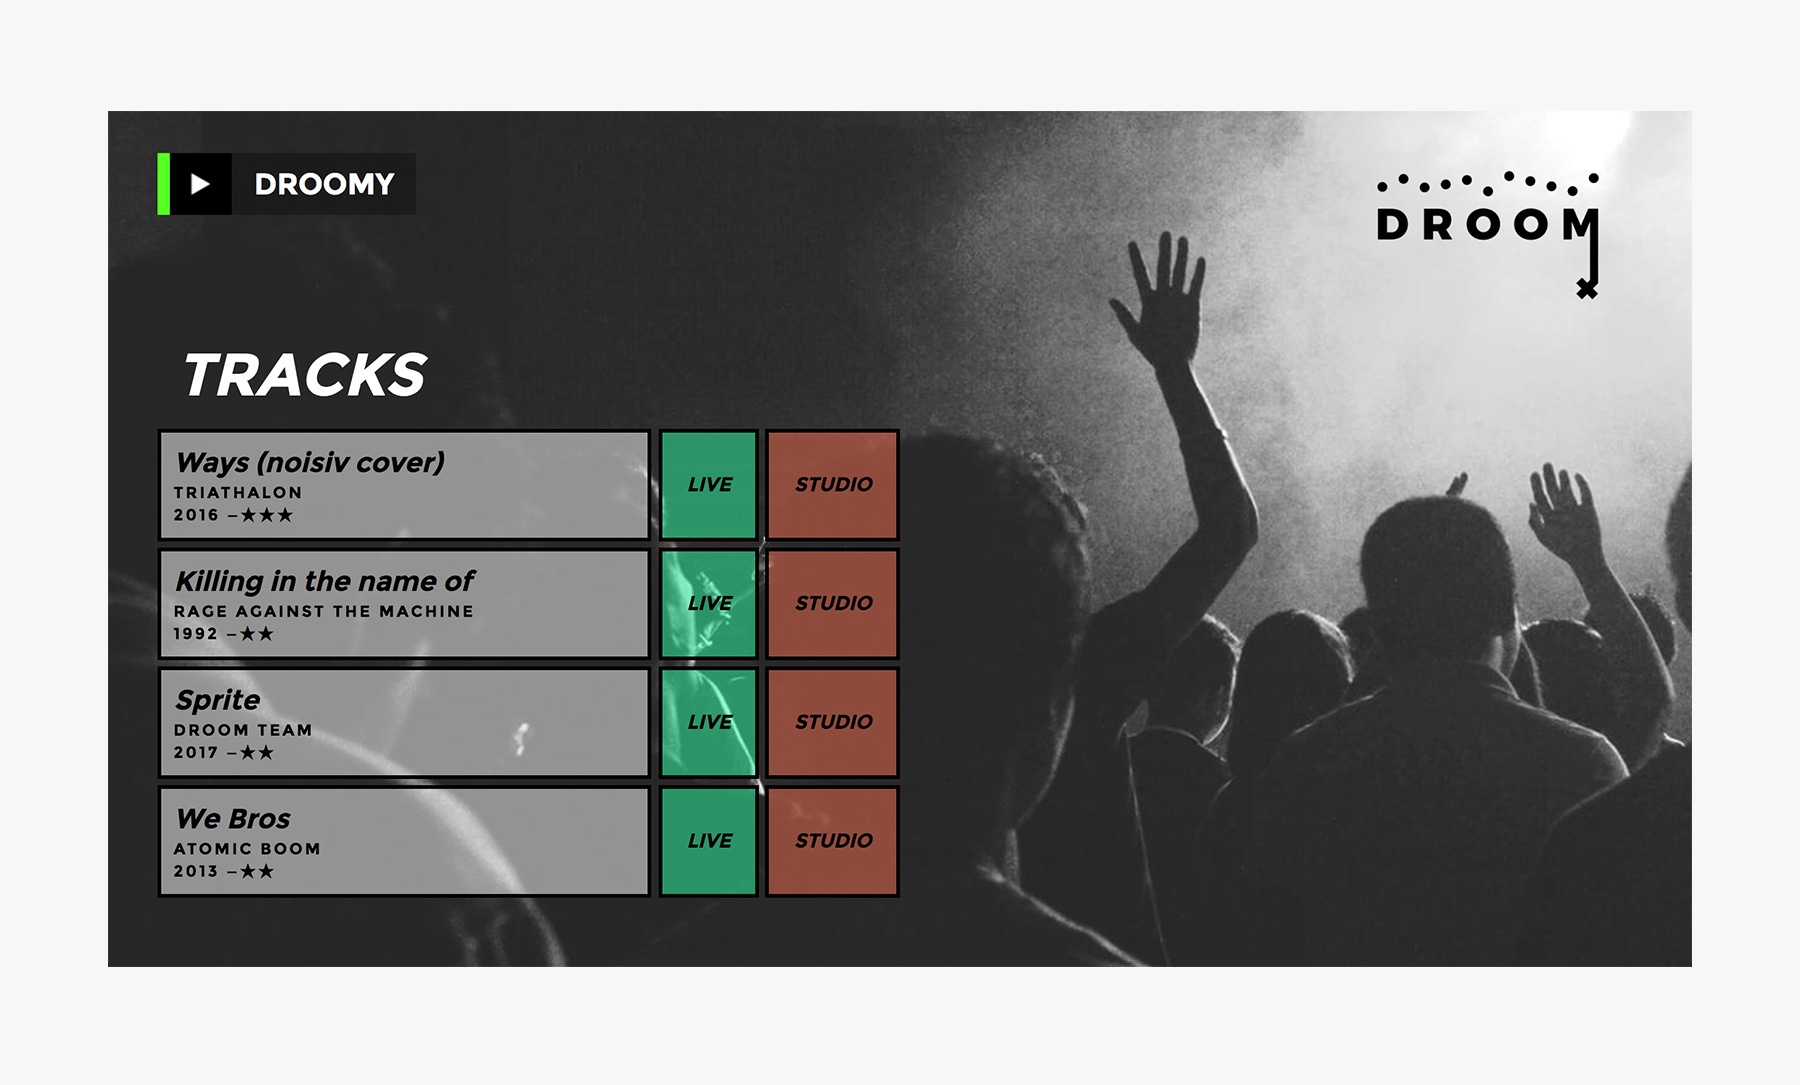 DROOMY
DROOM
TRACKS
Ways (noisiv cover)
TRIATHALON
2016 –★★★
LIVE
STUDIO
Killing in the name of
RAGE AGAINST THE MACHINE
1992 –★★
LIVE
STUDIO
Sprite
DROOM TEAM
2017 –★★
LIVE
STUDIO
We Bros
ATOMIC BOOM
2013 –★★
LIVE
STUDIO